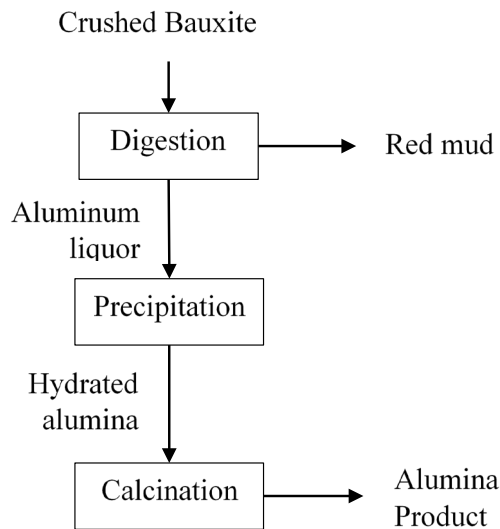 Crushed Bauxite
Digestion
Red mud
Aluminum
liquor
Precipitation
Hydrated
alumina
Calcination
Alumina
Product